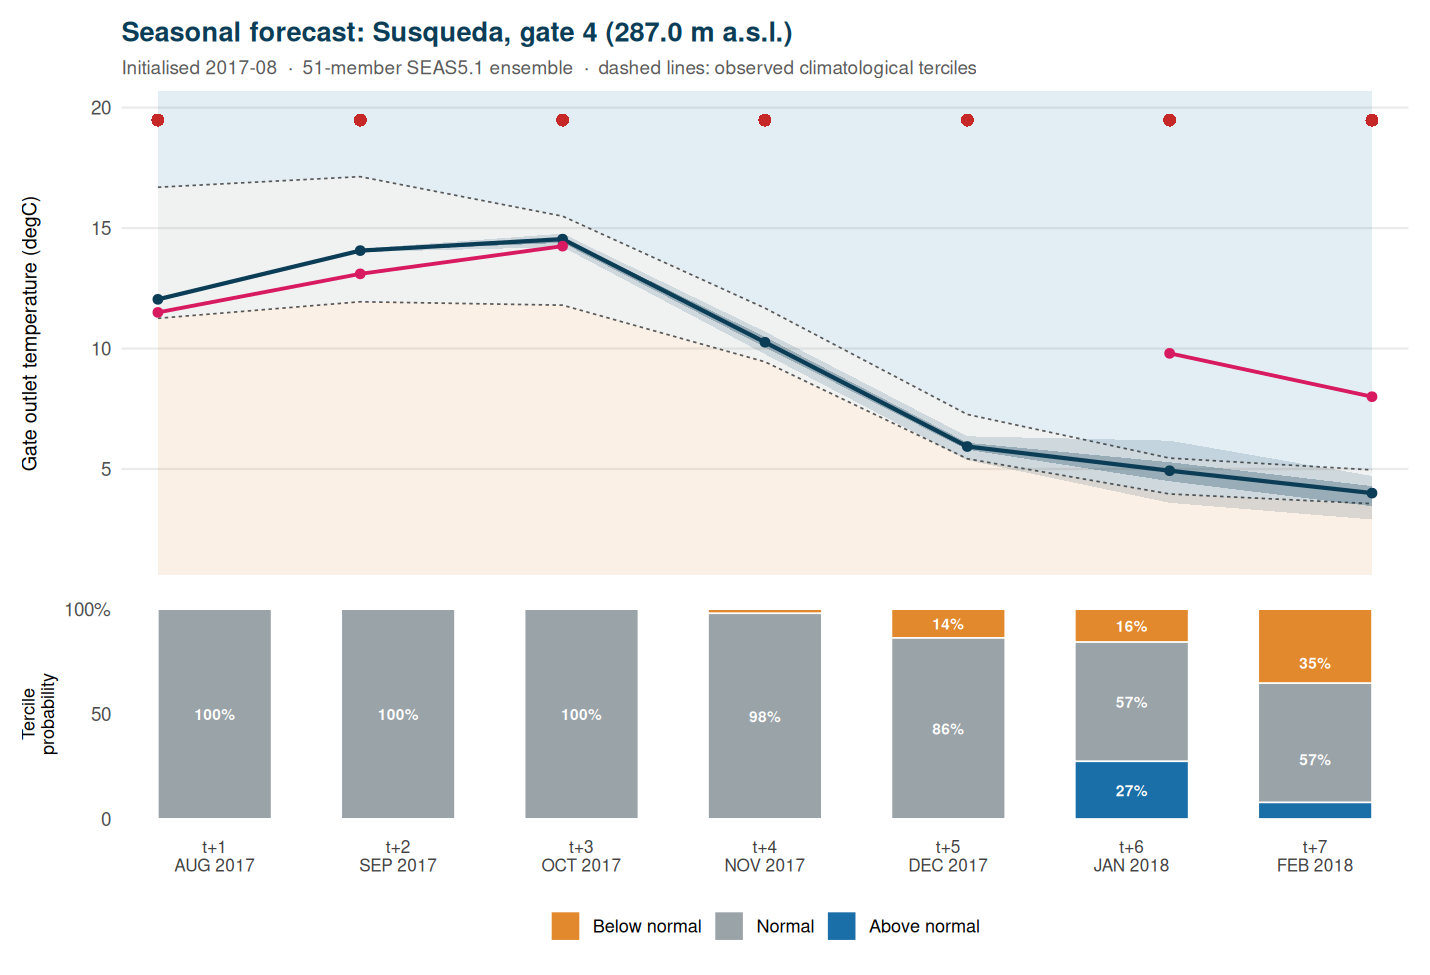 Seasonal forecast: Susqueda, gate 4 (287.0 m a.s.l.)
Initialised 2017-08 · 51-member SEAS5.1 ensemble · dashed lines: observed climatological terciles
Gate outlet temperature (degC)
20
15
10
5
Tercile
probability
100%
50
0
100%
100%
100%
98%
14%
86%
16%
57%
27%
35%
57%
t+1
AUG 2017
t+2
SEP 2017
t+3
OCT 2017
t+4
NOV 2017
t+5
DEC 2017
t+6
JAN 2018
t+7
FEB 2018
Below normal
Normal
Above normal